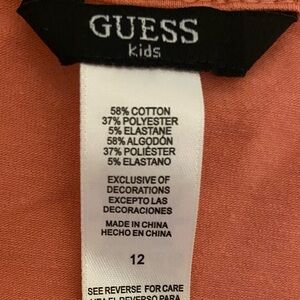 GUESS
kids
58% COTTON
37% POLYESTER
5% ELASTANE
58% ALGODÓN
37% POLIÉSTER
5% ELASTANO
EXCLUSIVE OF
DECORATIONS
EXCEPTO LAS
DECORACIONES
MADE IN CHINA
HECHO EN CHINA
12
SEE REVERSE FOR CARE